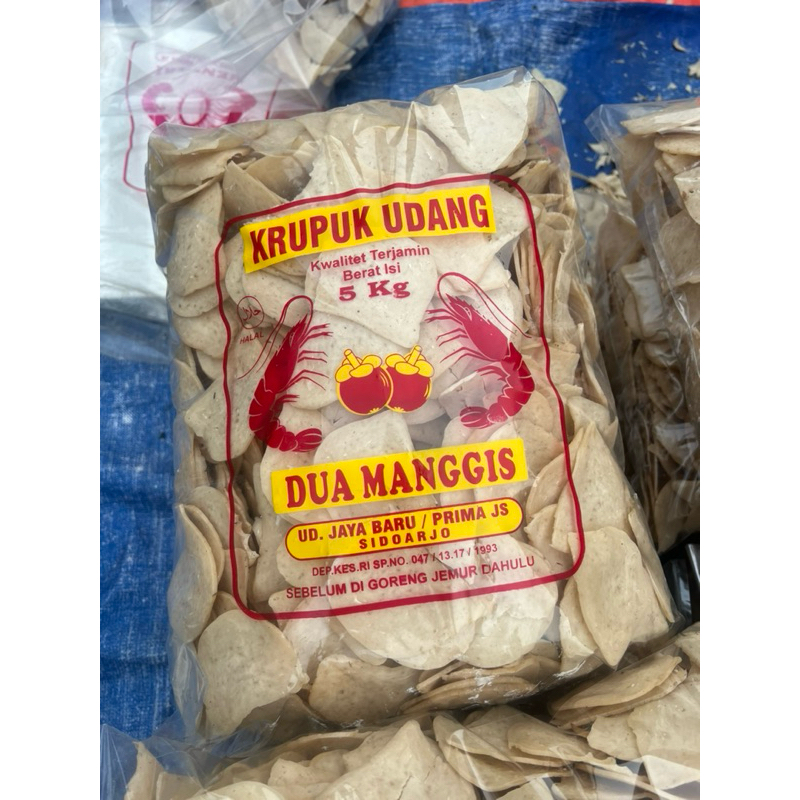 KRUPUK UDANG
Kwalitet Terjamin
Berat Isi
5 Kg
حلال
HALAL
DUA MANGGIS
UD. JAYA BARU / PRIMA JS
SIDOARJO
DEP.KES.RI SP.NO. 047 / 13.17 / 1993
SEBELUM DI GORENG JEMUR DAHULU